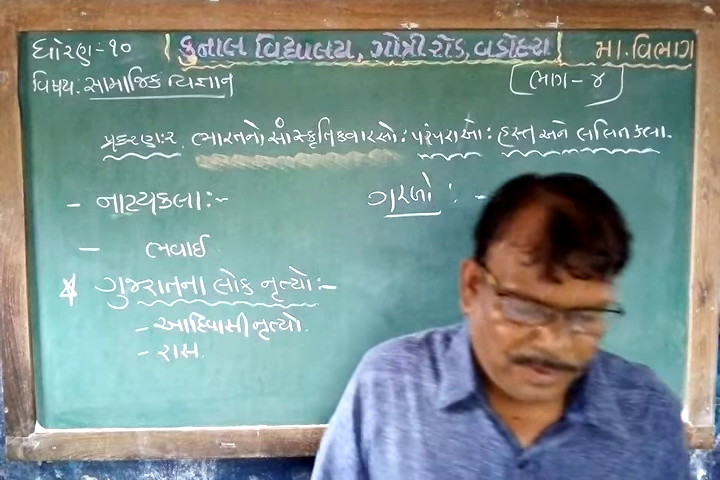 ધોરણ-૧૦
કુનાલ વિદ્યાલય, ગોત્રી રોડ, વડોદરા
મા. વિભાગ
વિષય: સામાજિક વિજ્ઞાન
(ભાગ-૪)
પ્રકરણ:૨. ભારતનો સાંસ્કૃતિક વારસો: પરંપરાઓ: હસ્ત અને લલિતકલા.
- નાટ્યકલા:-
ગરબો:-
- ભવાઈ
* ગુજરાતના લોક નૃત્યો:-
- આદિવાસી નૃત્યો.
- રાસ.